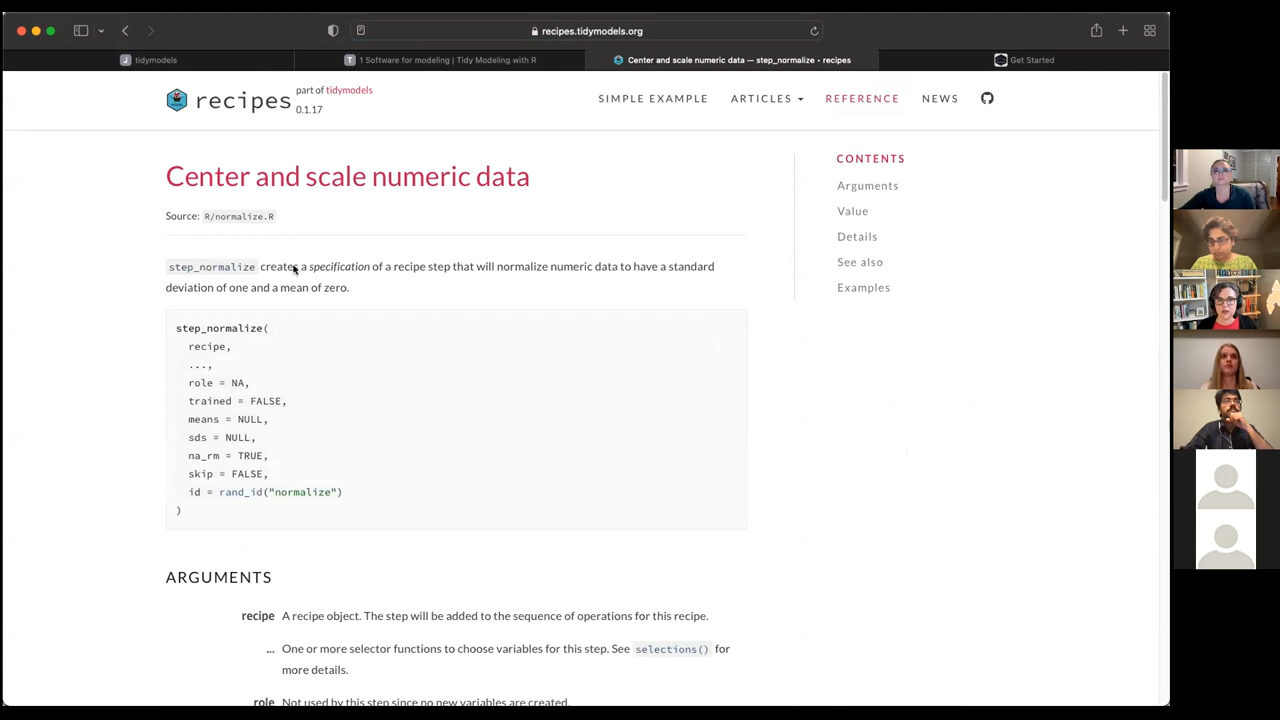 recipes.tidymodels.org
tidymodels
1 Software for modeling | Tidy Modeling with R
Center and scale numeric data — step_normalize • recipes
Get Started
recipes
part of tidymodels
0.1.17
SIMPLE EXAMPLE
ARTICLES
REFERENCE
NEWS
Center and scale numeric data
Source: R/normalize.R
step_normalize creates a specification of a recipe step that will normalize numeric data to have a standard
deviation of one and a mean of zero.
step_normalize(
recipe,
...,
role = NA,
trained = FALSE,
means = NULL,
sds = NULL,
na_rm = TRUE,
skip = FALSE,
id = rand_id("normalize")
)
ARGUMENTS
recipe A recipe object. The step will be added to the sequence of operations for this recipe.
... One or more selector functions to choose variables for this step. See selections() for
more details.
role Not used by this step since no new variables are created.
CONTENTS
Arguments
Value
Details
See also
Examples